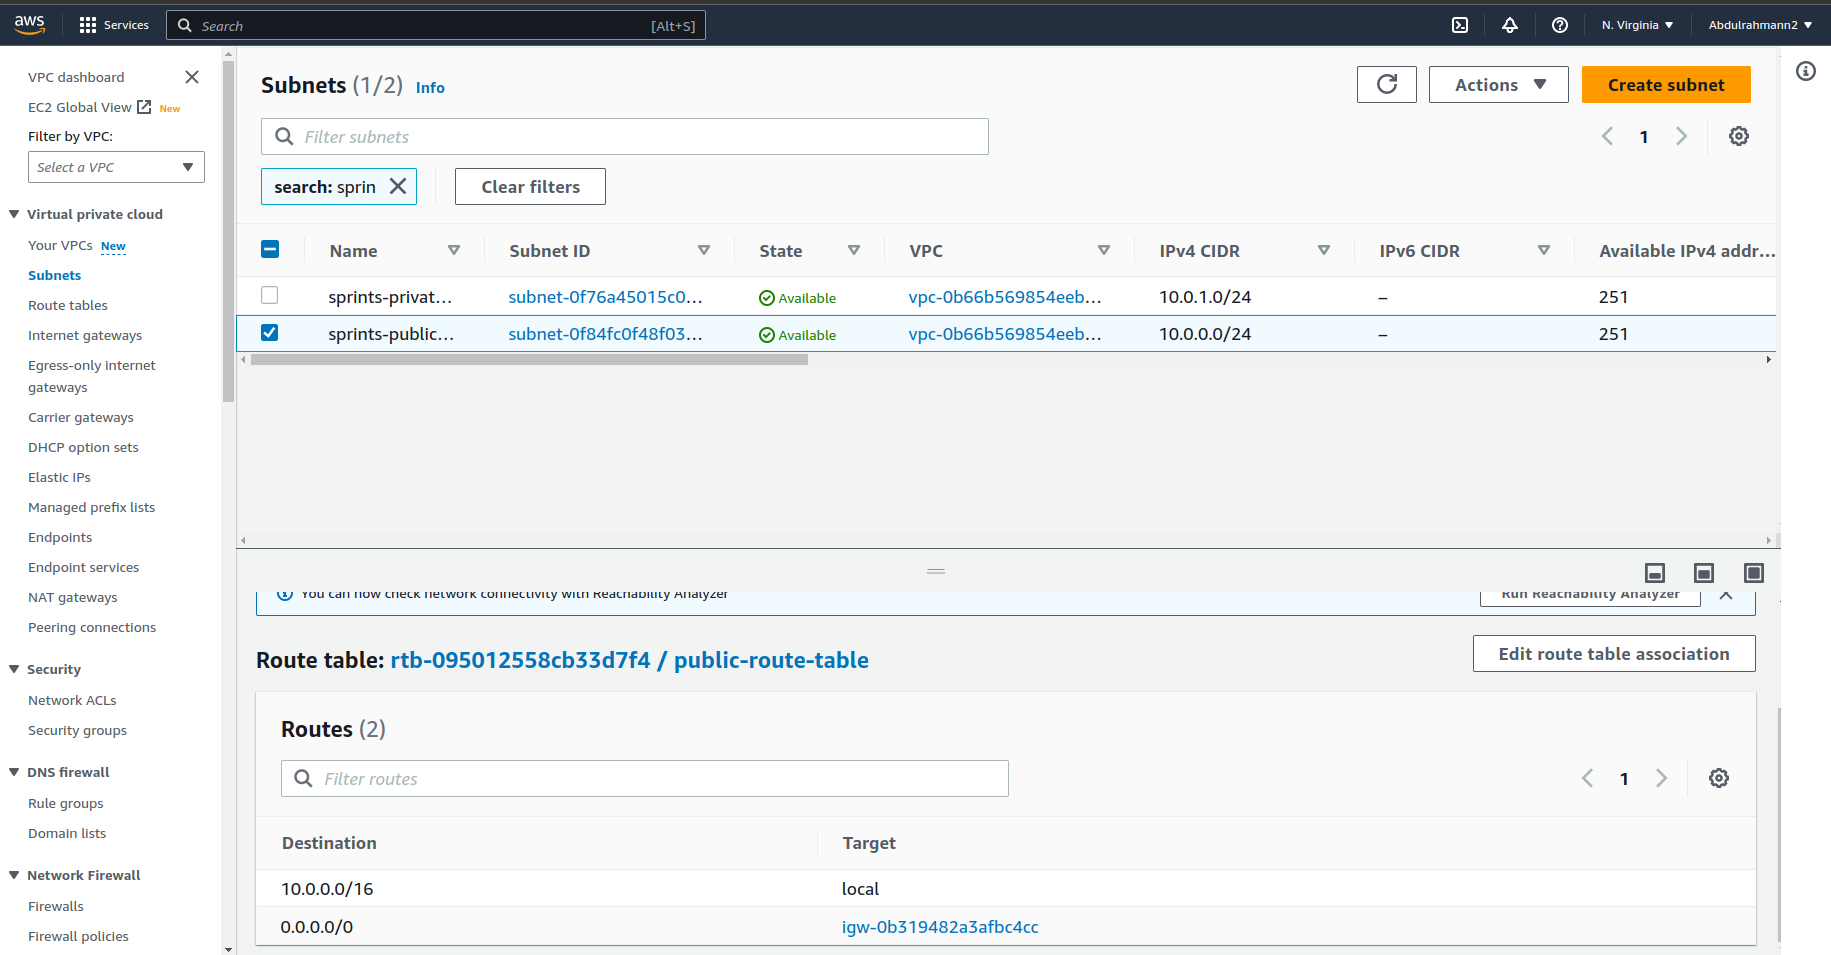 aws
Services
Search
[Alt+S]
N. Virginia
Abdulrahmann2
VPC dashboard
EC2 Global View New
Filter by VPC:
Select a VPC
Virtual private cloud
Your VPCs New
Subnets
Route tables
Internet gateways
Egress-only internet
gateways
Carrier gateways
DHCP option sets
Elastic IPs
Managed prefix lists
Endpoints
Endpoint services
NAT gateways
Peering connections
Security
Network ACLs
Security groups
DNS firewall
Rule groups
Domain lists
Network Firewall
Firewalls
Firewall policies
Subnets (1/2) Info
Actions
Create subnet
Filter subnets
1
search: sprin
Clear filters
Name Subnet ID State VPC IPv4 CIDR IPv6 CIDR Available IPv4 addr...
sprints-privat... subnet-0f76a45015c0... Available vpc-0b66b569854eeb... 10.0.1.0/24 – 251
sprints-public... subnet-0f84fc0f48f03... Available vpc-0b66b569854eeb... 10.0.0.0/24 – 251
You can now check network connectivity with Reachability Analyzer
Run Reachability Analyzer
Route table: rtb-095012558cb33d7f4 / public-route-table
Edit route table association
Routes (2)
Filter routes
1
Destination Target
10.0.0.0/16 local
0.0.0.0/0 igw-0b319482a3afbc4cc